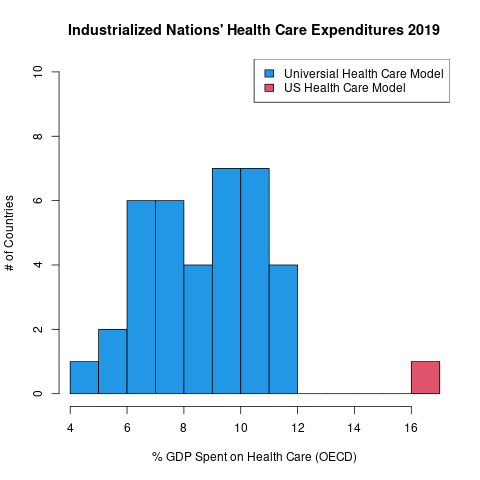 Industrialized Nations' Health Care Expenditures 2019
Universial Health Care Model
US Health Care Model
10
8
6
4
2
0
# of Countries
4 6 8 10 12 14 16
% GDP Spent on Health Care (OECD)